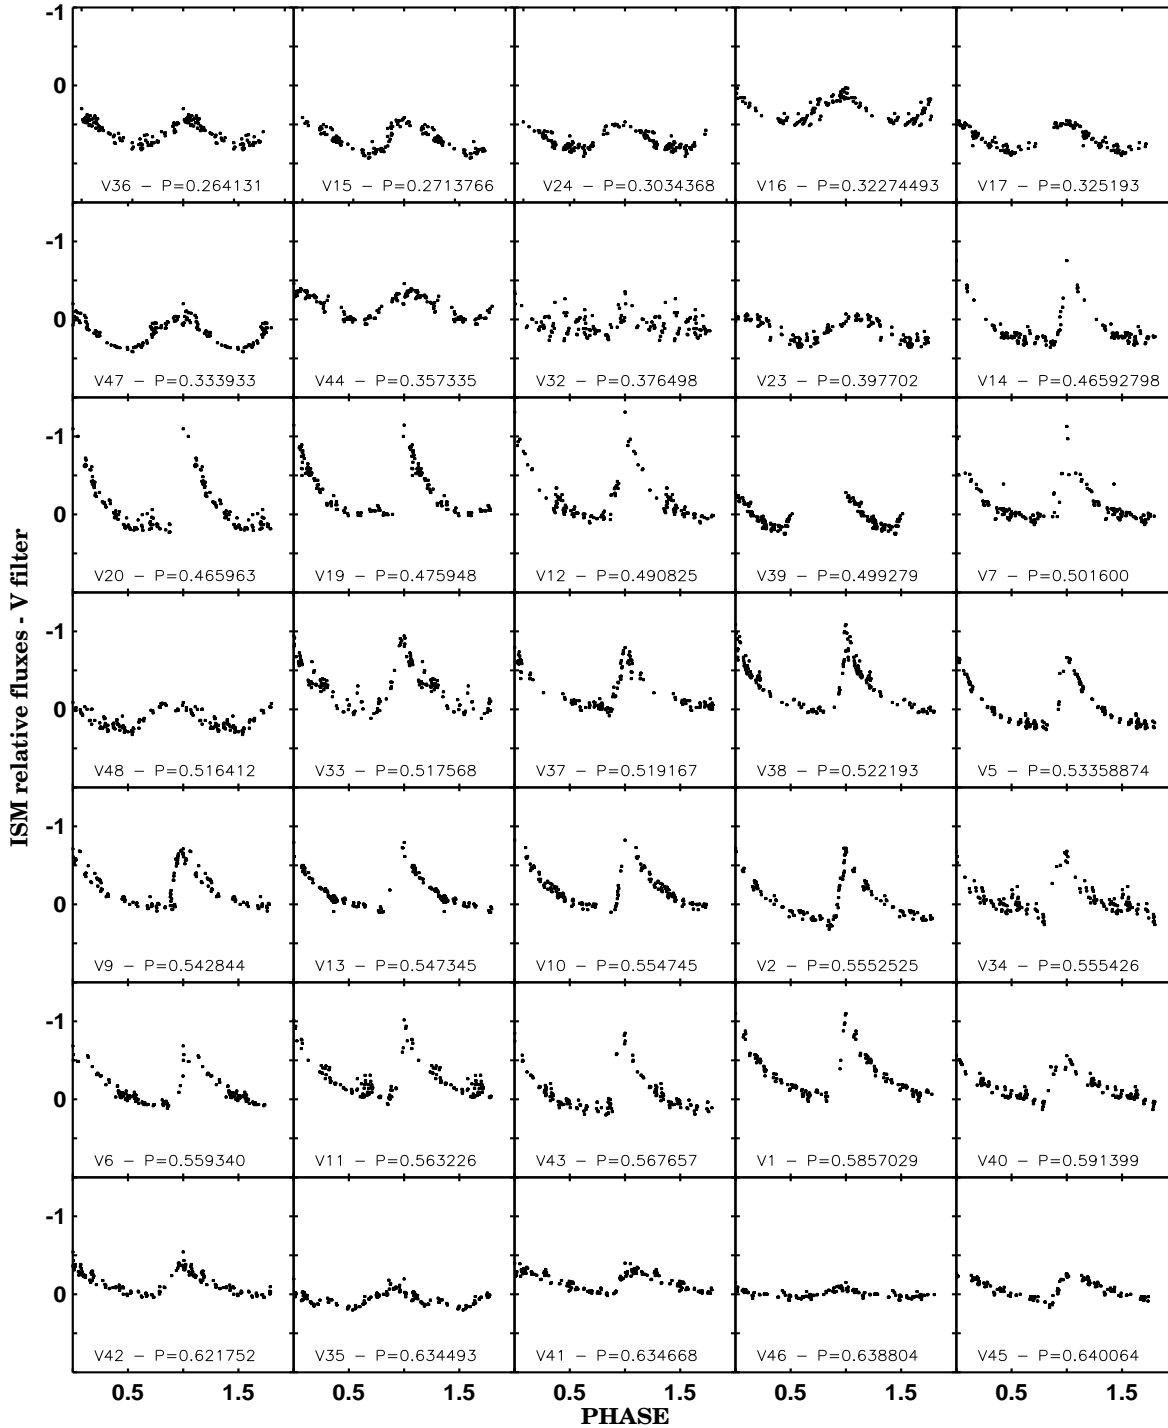 -1
0
V36 – P=0.264131
V15 – P=0.2713766
V24 – P=0.3034368
V16 – P=0.32274493
V17 – P=0.325193
-1
0
V47 – P=0.333933
V44 – P=0.357335
V32 – P=0.376498
V23 – P=0.397702
V14 – P=0.46592798
-1
0
V20 – P=0.465963
V19 – P=0.475948
V12 – P=0.490825
V39 – P=0.499279
V7 – P=0.501600
ISM relative fluxes - V filter
-1
0
V48 – P=0.516412
V33 – P=0.517568
V37 – P=0.519167
V38 – P=0.522193
V5 – P=0.53358874
-1
0
V9 – P=0.542844
V13 – P=0.547345
V10 – P=0.554745
V2 – P=0.5552525
V34 – P=0.555426
-1
0
V6 – P=0.559340
V11 – P=0.563226
V43 – P=0.567657
V1 – P=0.5857029
V40 – P=0.591399
-1
0
V42 – P=0.621752
V35 – P=0.634493
V41 – P=0.634668
V46 – P=0.638804
V45 – P=0.640064
0.5 1.5 0.5 1.5 0.5 1.5 0.5 1.5 0.5 1.5
PHASE